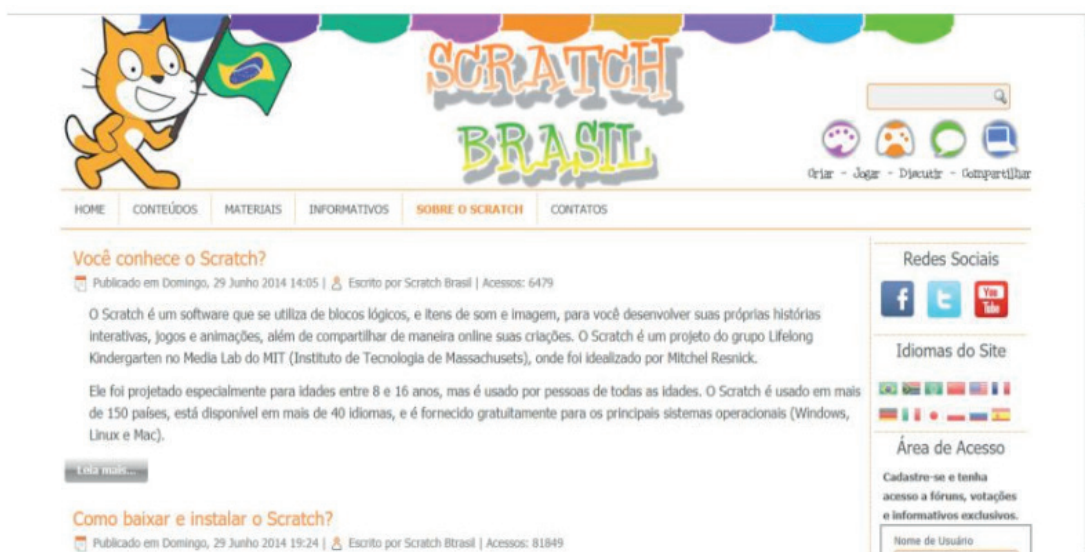 SCRATCH
BRASIL
Criar - Jogar - Discutir - Compartilhar
HOME CONTEÚDOS MATERIAIS INFORMATIVOS SOBRE O SCRATCH CONTATOS
Você conhece o Scratch?
Publicado em Domingo, 29 Junho 2014 14:05 | Escrito por Scratch Brasil | Acessos: 6479
O Scratch é um software que se utiliza de blocos lógicos, e itens de som e imagem, para você desenvolver suas próprias histórias
interativas, jogos e animações, além de compartilhar de maneira online suas criações. O Scratch é um projeto do grupo Lifelong
Kindergarten no Media Lab do MIT (Instituto de Tecnologia de Massachusets), onde foi idealizado por Mitchel Resnick.
Ele foi projetado especialmente para idades entre 8 e 16 anos, mas é usado por pessoas de todas as idades. O Scratch é usado em mais
de 150 países, está disponível em mais de 40 idiomas, e é fornecido gratuitamente para os principais sistemas operacionais (Windows,
Linux e Mac).
Leia mais...
Como baixar e instalar o Scratch?
Publicado em Domingo, 29 Junho 2014 19:24 | Escrito por Scratch Btrasil | Acessos: 81849
Redes Sociais
f t You
Tube
Idiomas do Site
Área de Acesso
Cadastre-se e tenha
acesso a fóruns, votações
e informativos exclusivos.
Nome de Usuário